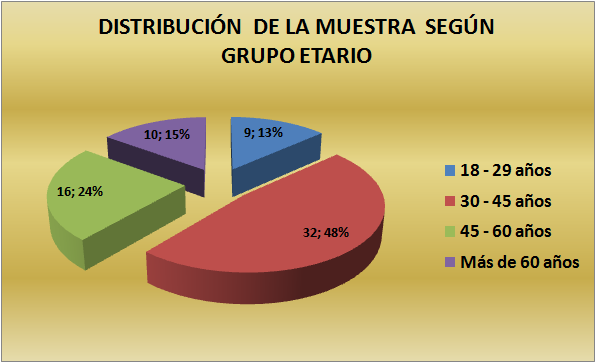 DISTRIBUCIÓN DE LA MUESTRA SEGÚN
GRUPO ETARIO
10; 15%
9; 13%
16; 24%
32; 48%
18 - 29 años
30 - 45 años
45 - 60 años
Más de 60 años